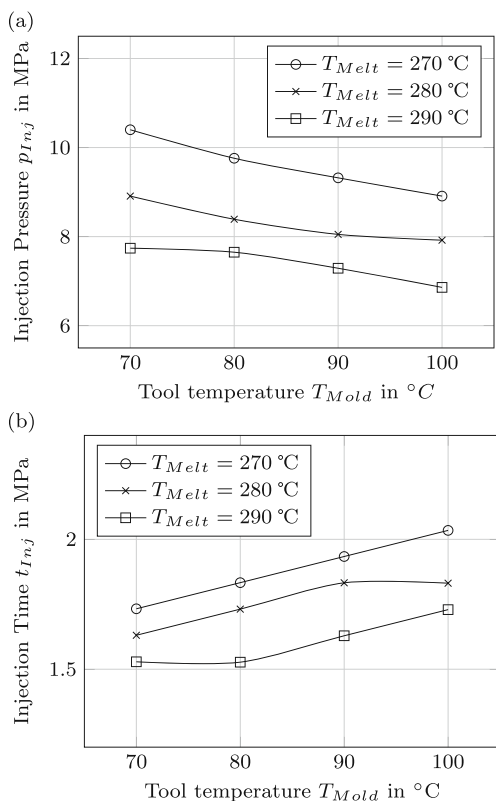 (a)
Injection Pressure p_Inj in MPa
12
10
8
6
T_Melt = 270 °C
T_Melt = 280 °C
T_Melt = 290 °C
70 80 90 100
Tool temperature T_Mold in °C
(b)
Injection Time t_Inj in MPa
2
1.5
T_Melt = 270 °C
T_Melt = 280 °C
T_Melt = 290 °C
70 80 90 100
Tool temperature T_Mold in °C